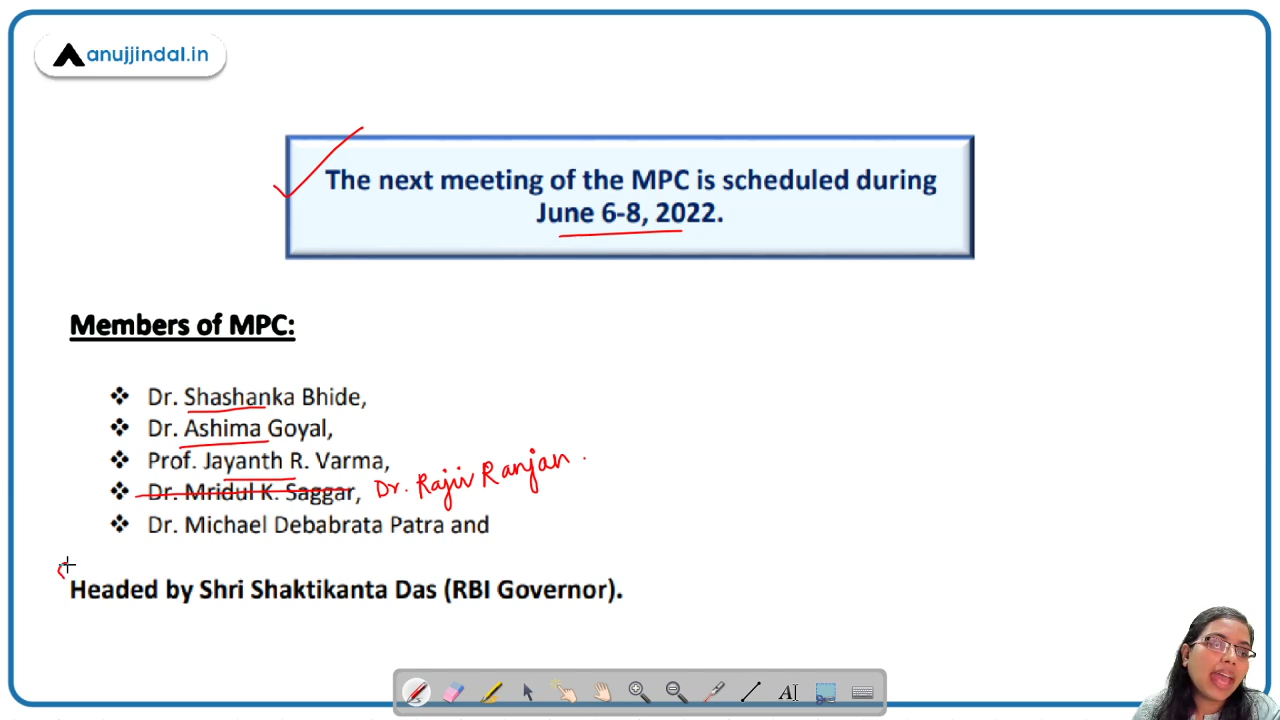 anujjindal.in
The next meeting of the MPC is scheduled during
June 6-8, 2022.
Members of MPC:
Dr. Shashanka Bhide,
Dr. Ashima Goyal,
Prof. Jayanth R. Varma,
Dr. Mridul K. Saggar, Dr. Rajiv Ranjan.
Dr. Michael Debabrata Patra and
Headed by Shri Shaktikanta Das (RBI Governor).
AI